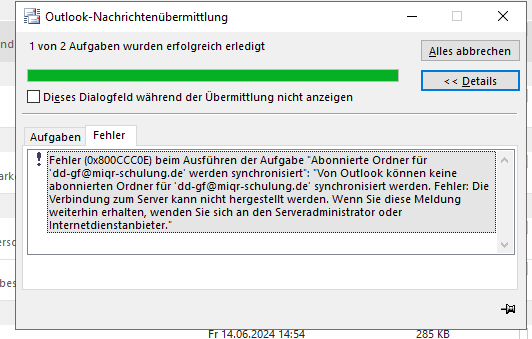 Outlook-Nachrichtenübermittlung
1 von 2 Aufgaben wurden erfolgreich erledigt
Alles abbrechen
<< Details
Dieses Dialogfeld während der Übermittlung nicht anzeigen
Aufgaben Fehler
Fehler (0x800CCC0E) beim Ausführen der Aufgabe "Abonnierte Ordner für
'dd-gf@miqr-schulung.de' werden synchronisiert": "Von Outlook können keine
abonnierten Ordner für 'dd-gf@miqr-schulung.de' synchronisiert werden. Fehler: Die
Verbindung zum Server kann nicht hergestellt werden. Wenn Sie diese Meldung
weiterhin erhalten, wenden Sie sich an den Serveradministrator oder
Internetdienstanbieter."
Fr 14.06.2024 14:54 285 KB